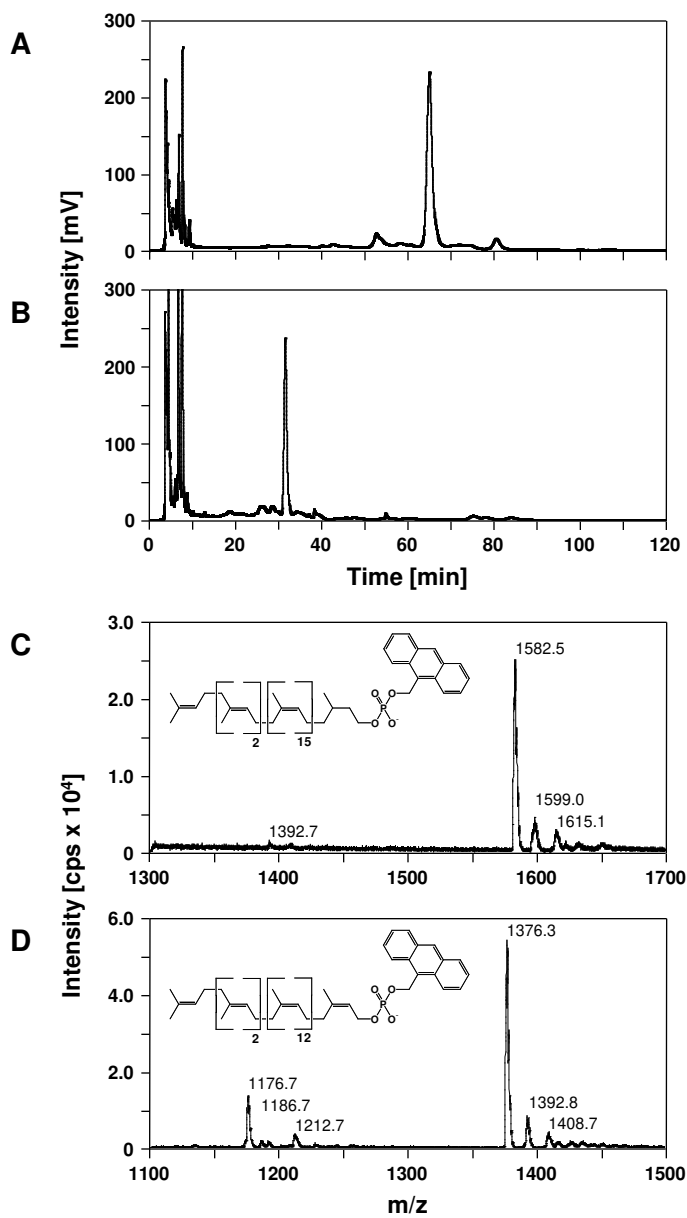 A
300
200
100
0
Intensity [mV]
B
300
200
100
0
0 20 40 60 80 100 120
Time [min]
C
3.0
2.0
1.0
0
1582.5
1599.0
1615.1
1392.7
O
O P O
O-
2 15
1300 1400 1500 1600 1700
Intensity [cps x 10⁴]
D
6.0
4.0
2.0
0
1376.3
1176.7
1186.7
1212.7
1392.8
1408.7
O
O P O
O-
2 12
1100 1200 1300 1400 1500
m/z